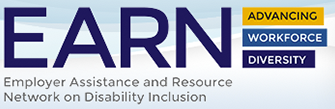 EARN
ADVANCING
WORKFORCE
DIVERSITY
Employer Assistance and Resource
Network on Disability Inclusion